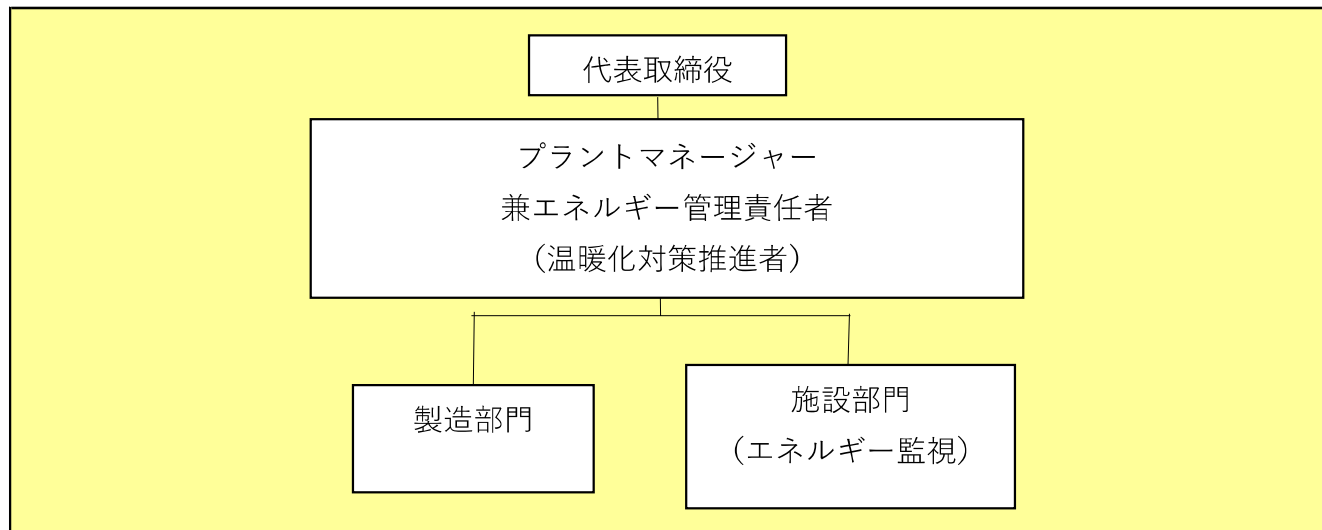 代表取締役
プラントマネージャー
兼エネルギー管理責任者
（温暖化対策推進者）
製造部門
施設部門
（エネルギー監視）